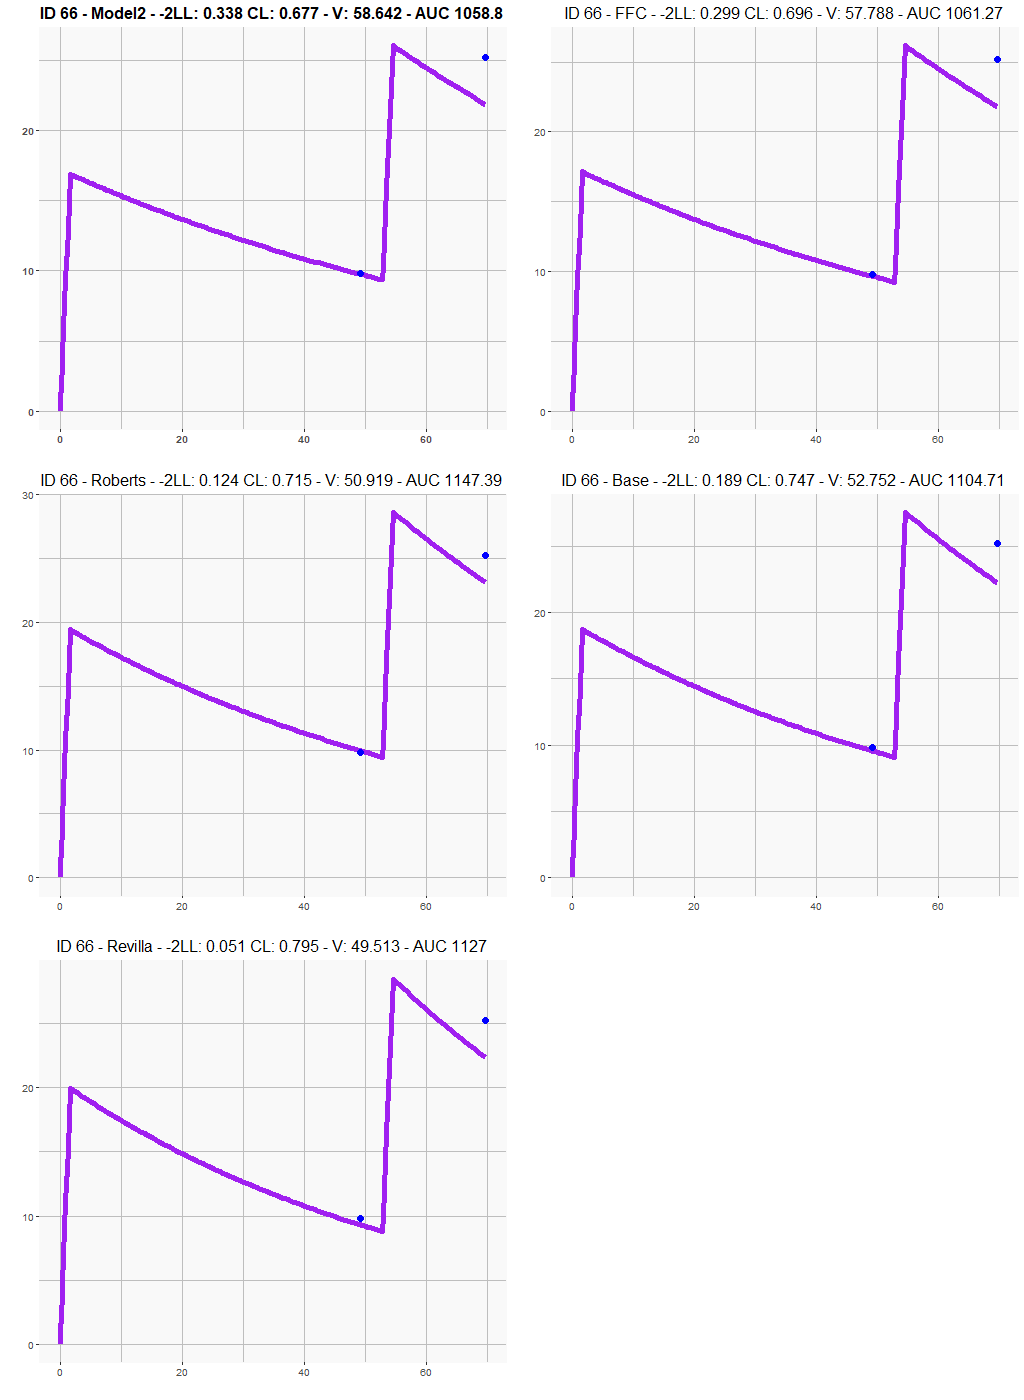 ID 66 - Model2 - -2LL: 0.338 CL: 0.677 - V: 58.642 - AUC 1058.8
20
10
0
0 20 40 60
ID 66 - FFC - -2LL: 0.299 CL: 0.696 - V: 57.788 - AUC 1061.27
20
10
0
0 20 40 60
ID 66 - Roberts - -2LL: 0.124 CL: 0.715 - V: 50.919 - AUC 1147.39
30
20
10
0
0 20 40 60
ID 66 - Base - -2LL: 0.189 CL: 0.747 - V: 52.752 - AUC 1104.71
20
10
0
0 20 40 60
ID 66 - Revilla - -2LL: 0.051 CL: 0.795 - V: 49.513 - AUC 1127
20
10
0
0 20 40 60